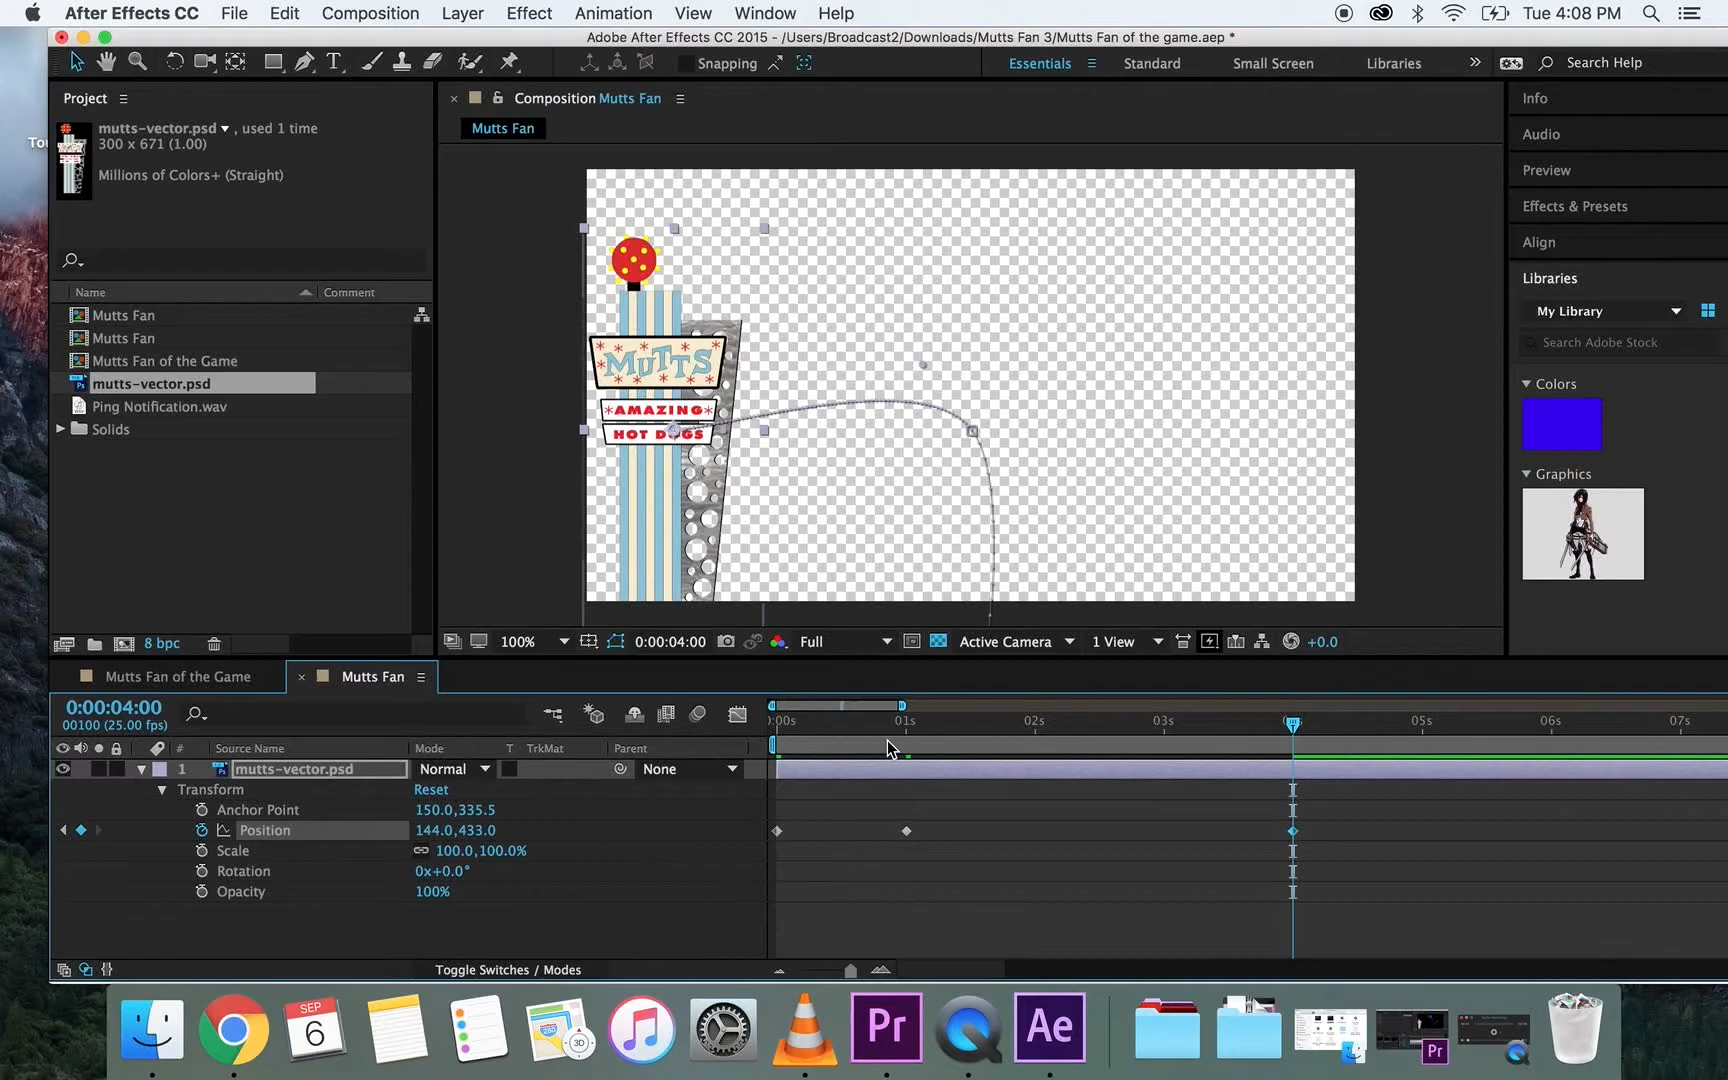 After Effects CC File Edit Composition Layer Effect Animation View Window Help Tue 4:08 PM
Adobe After Effects CC 2015 - /Users/Broadcast2/Downloads/Mutts Fan 3/Mutts Fan of the game.aep *
T Snapping Essentials Standard Small Screen Libraries Search Help
Project
mutts-vector.psd , used 1 time
300 x 671 (1.00)
Millions of Colors+ (Straight)
Name Comment
Mutts Fan
Mutts Fan
Mutts Fan of the Game
mutts-vector.psd
Ping Notification.wav
Solids
8 bpc
Composition Mutts Fan
Mutts Fan
MUTTS
*AMAZING*
HOT DOGS
100% 0:00:04:00 Full Active Camera 1 View +0.0
Info
Audio
Preview
Effects & Presets
Align
Libraries
My Library
Search Adobe Stock
Colors
Graphics
Mutts Fan of the Game Mutts Fan
0:00:04:00
00100 (25.00 fps)
:00s 01s 02s 03s 05s 06s 07s
# Source Name Mode T TrkMat Parent
1 mutts-vector.psd Normal None
Transform Reset
Anchor Point 150.0,335.5
Position 144.0,433.0
Scale 100.0,100.0%
Rotation 0x+0.0°
Opacity 100%
Toggle Switches / Modes
SEP
6
280
3D
Pr
Ae
Pr